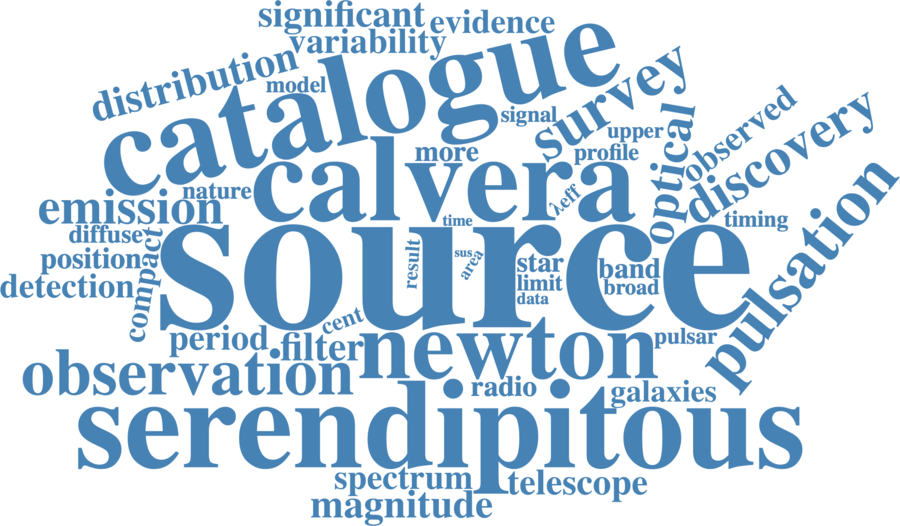 significant
evidence
variability
catalogue
distribution
model
signal
survey
upper
profile
optical
observed
discovery
more
calvera
λeff
nature
emission
time
timing
diffuse
source
pulsation
position
compact
result
sus
area
star
band
detection
limit
broad
data
cent
period
filter
newton
pulsar
observation
radio
galaxies
serendipitous
spectrum
telescope
magnitude